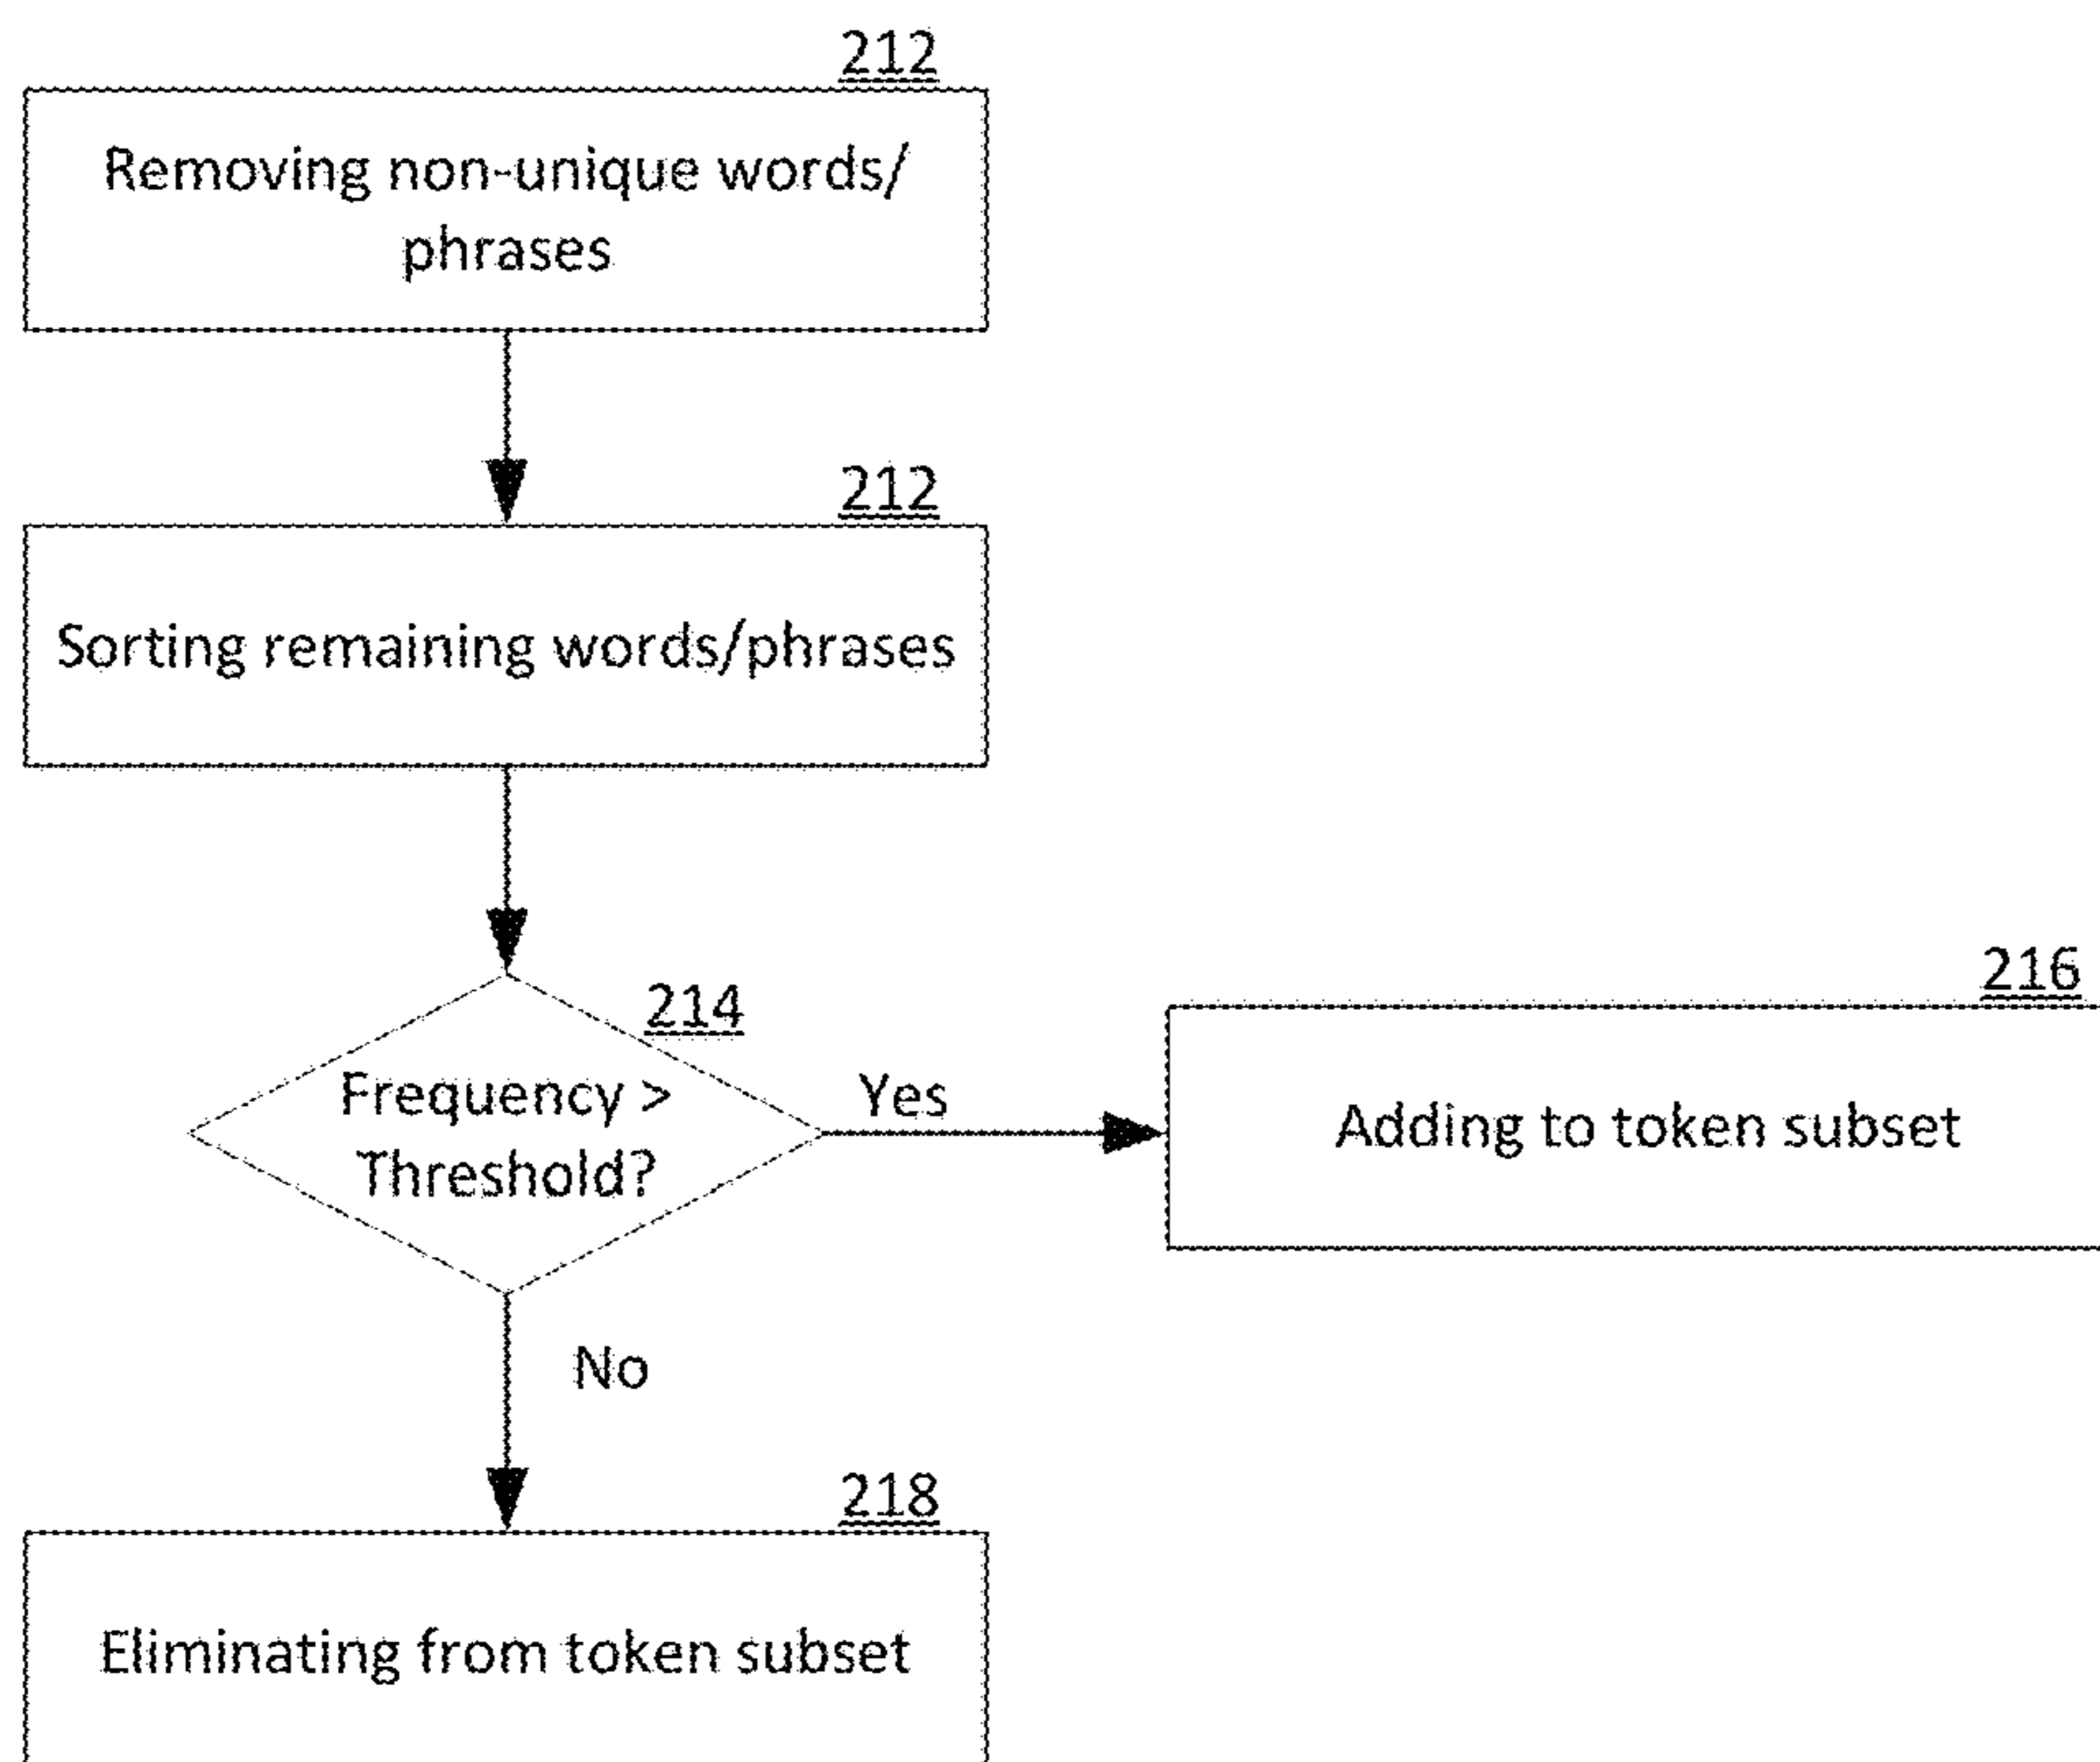 212
Removing non-unique words/
phrases
212
Sorting remaining words/phrases
214
Frequency >
Threshold?
Yes
216
Adding to token subset
No
218
Eliminating from token subset